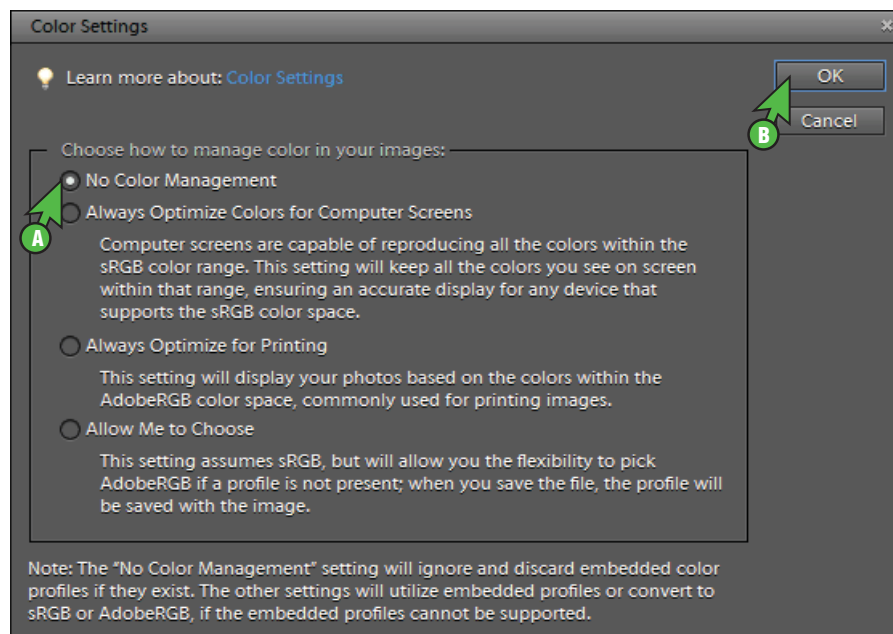 Color Settings
×
Learn more about: Color Settings
OK
Cancel
B
Choose how to manage color in your images:
No Color Management
A
Always Optimize Colors for Computer Screens
Computer screens are capable of reproducing all the colors within the
sRGB color range. This setting will keep all the colors you see on screen
within that range, ensuring an accurate display for any device that
supports the sRGB color space.
Always Optimize for Printing
This setting will display your photos based on the colors within the
AdobeRGB color space, commonly used for printing images.
Allow Me to Choose
This setting assumes sRGB, but will allow you the flexibility to pick
AdobeRGB if a profile is not present; when you save the file, the profile will
be saved with the image.
Note: The “No Color Management” setting will ignore and discard embedded color
profiles if they exist. The other settings will utilize embedded profiles or convert to
sRGB or AdobeRGB, if the embedded profiles cannot be supported.